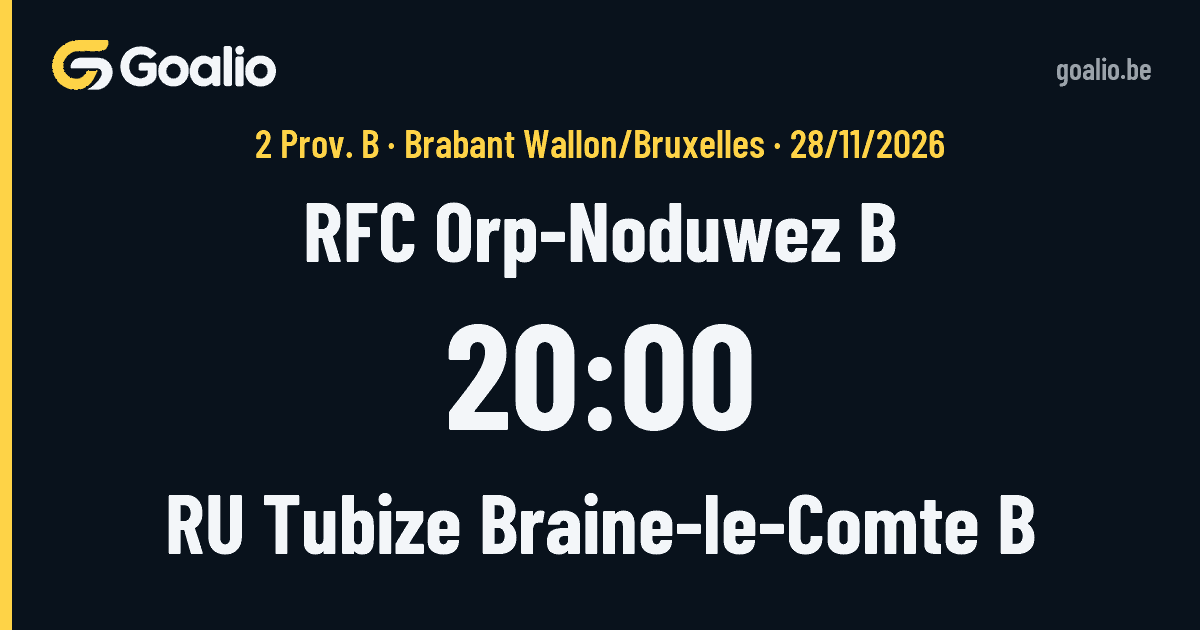 Goalio
goalio.be
2 Prov. B · Brabant Wallon/Bruxelles · 28/11/2026
RFC Orp-Noduwez B
20:00
RU Tubize Braine-le-Comte B